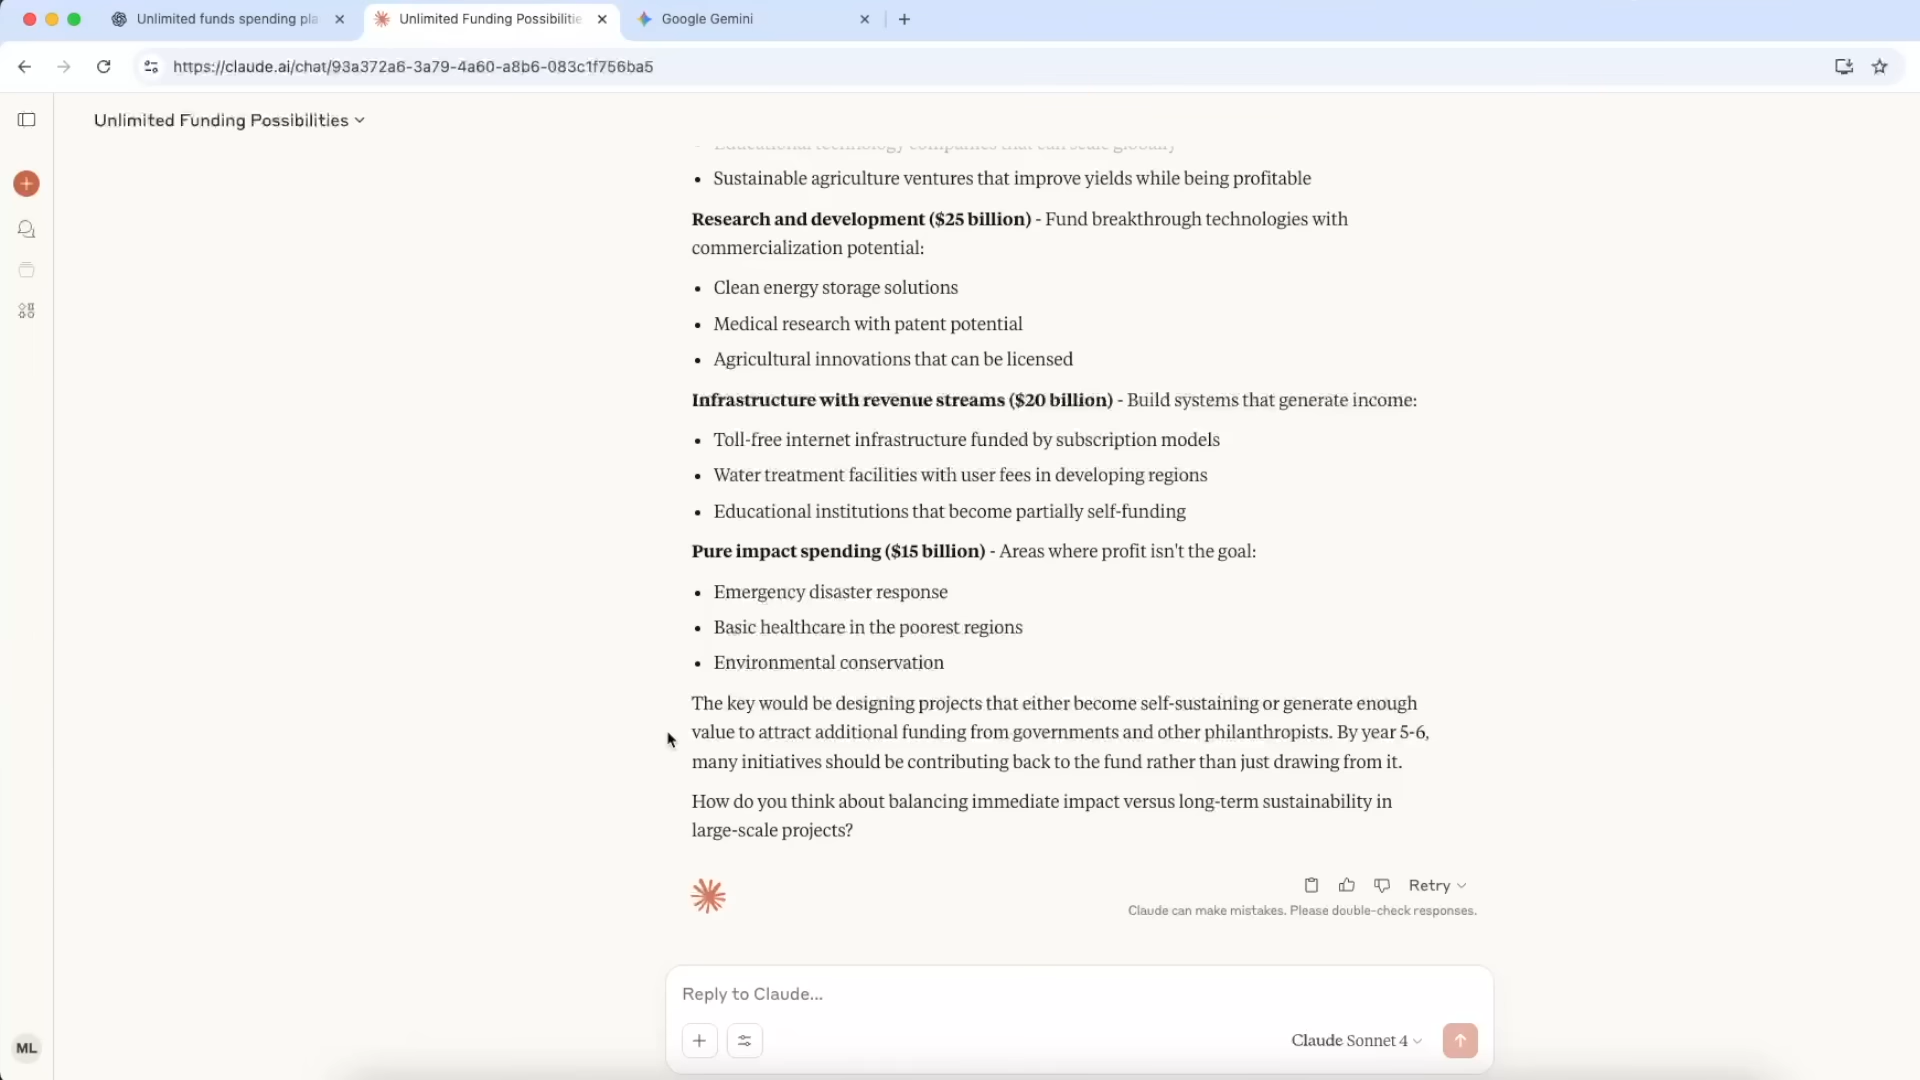 Unlimited funds spending pla
Unlimited Funding Possibilitie
Google Gemini
https://claude.ai/chat/93a372a6-3a79-4a60-a8b6-083c1f756ba5
Unlimited Funding Possibilities
Educational technology companies that can scale globally
Sustainable agriculture ventures that improve yields while being profitable
Research and development ($25 billion) - Fund breakthrough technologies with
commercialization potential:
Clean energy storage solutions
Medical research with patent potential
Agricultural innovations that can be licensed
Infrastructure with revenue streams ($20 billion) - Build systems that generate income:
Toll-free internet infrastructure funded by subscription models
Water treatment facilities with user fees in developing regions
Educational institutions that become partially self-funding
Pure impact spending ($15 billion) - Areas where profit isn't the goal:
Emergency disaster response
Basic healthcare in the poorest regions
Environmental conservation
The key would be designing projects that either become self-sustaining or generate enough
value to attract additional funding from governments and other philanthropists. By year 5-6,
many initiatives should be contributing back to the fund rather than just drawing from it.
How do you think about balancing immediate impact versus long-term sustainability in
large-scale projects?
Retry
Claude can make mistakes. Please double-check responses.
Reply to Claude...
Claude Sonnet 4
ML